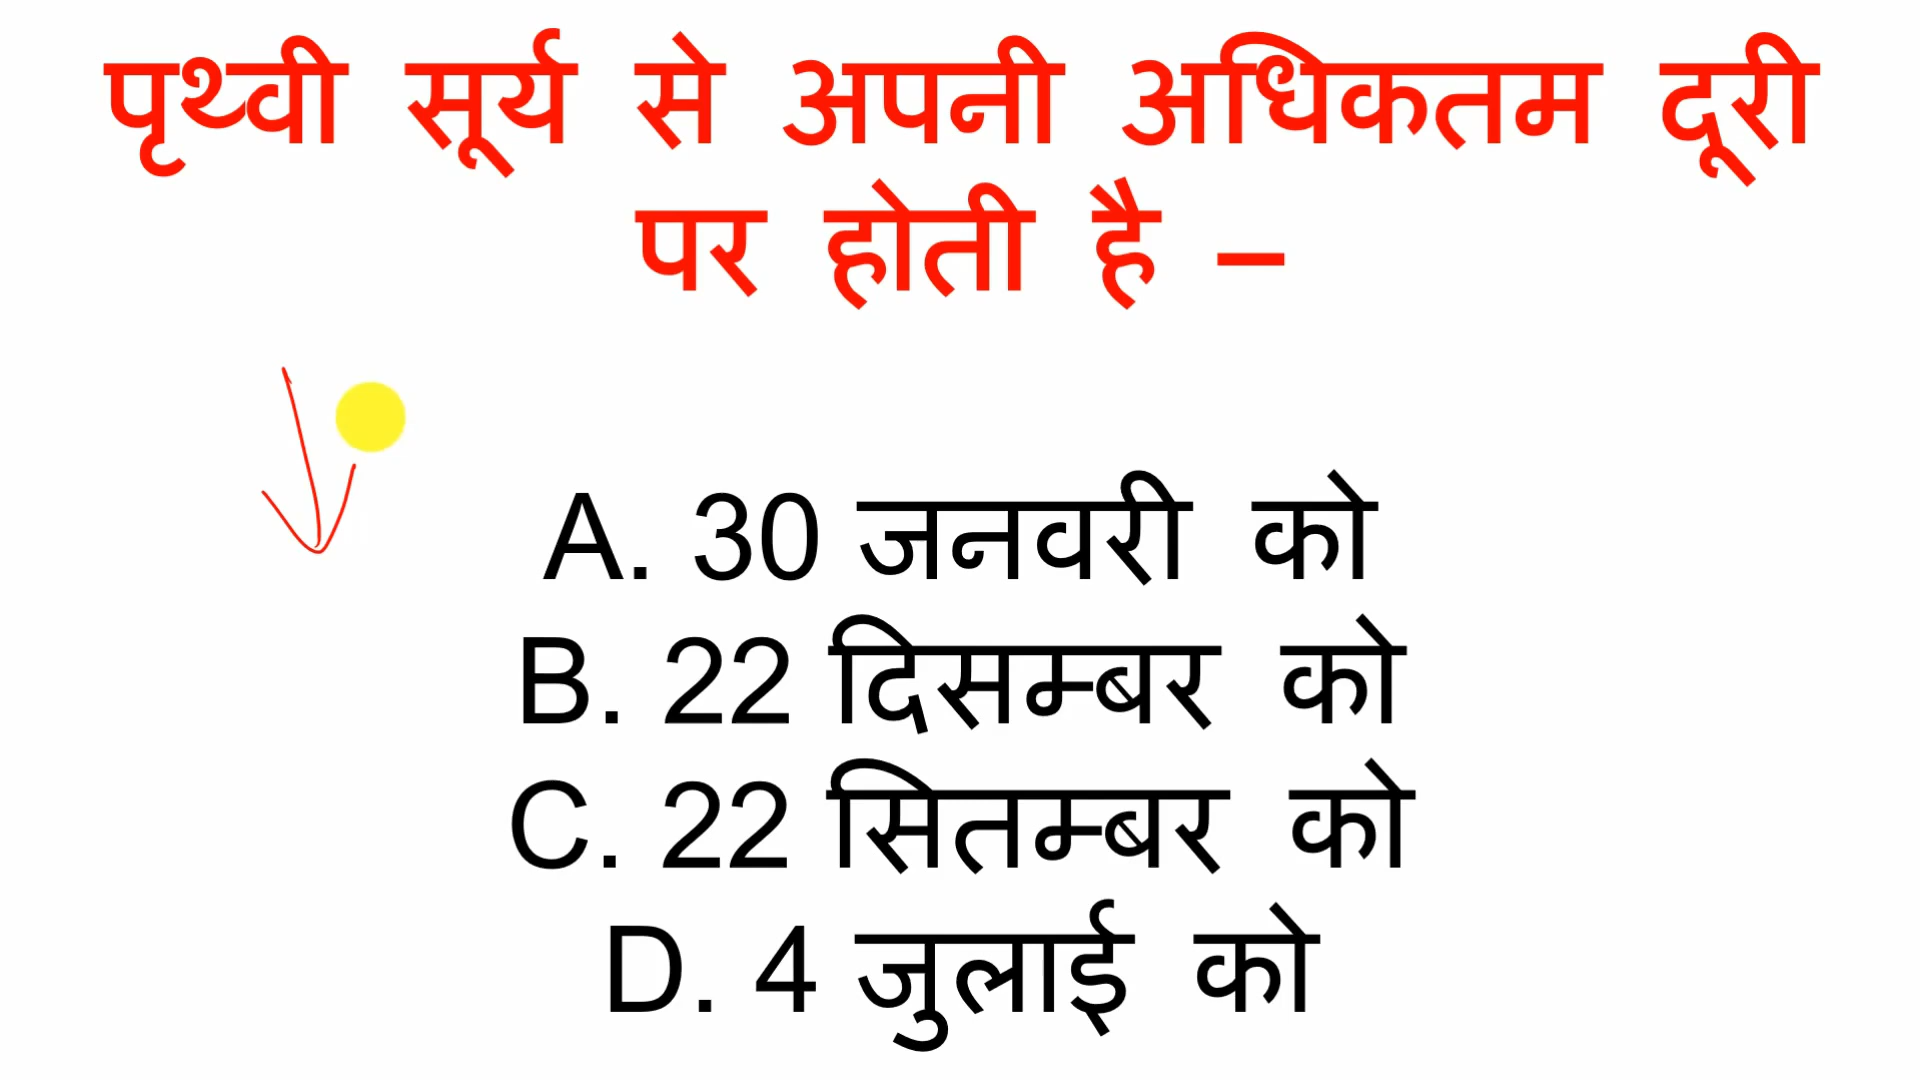 पृथ्वी सूर्य से अपनी अधिकतम दूरी
पर होती है –
A. 30 जनवरी को
B. 22 दिसम्बर को
C. 22 सितम्बर को
D. 4 जुलाई को